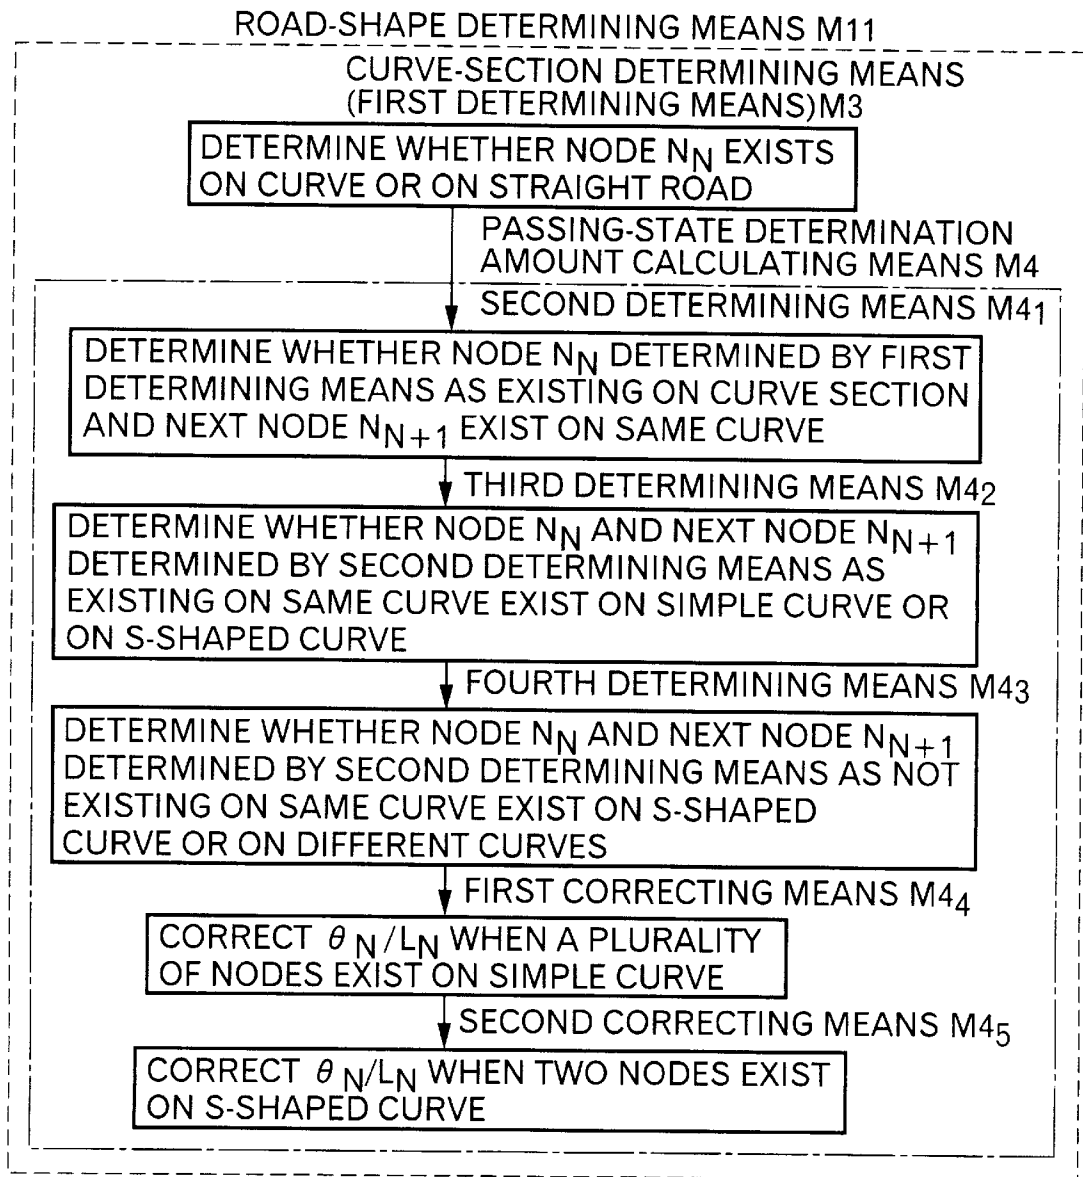 ROAD-SHAPE DETERMINING MEANS M11
CURVE-SECTION DETERMINING MEANS
(FIRST DETERMINING MEANS)M3
DETERMINE WHETHER NODE NN EXISTS
ON CURVE OR ON STRAIGHT ROAD
PASSING-STATE DETERMINATION
AMOUNT CALCULATING MEANS M4
SECOND DETERMINING MEANS M41
DETERMINE WHETHER NODE NN DETERMINED BY FIRST
DETERMINING MEANS AS EXISTING ON CURVE SECTION
AND NEXT NODE NN+1 EXIST ON SAME CURVE
THIRD DETERMINING MEANS M42
DETERMINE WHETHER NODE NN AND NEXT NODE NN+1
DETERMINED BY SECOND DETERMINING MEANS AS
EXISTING ON SAME CURVE EXIST ON SIMPLE CURVE OR
ON S-SHAPED CURVE
FOURTH DETERMINING MEANS M43
DETERMINE WHETHER NODE NN AND NEXT NODE NN+1
DETERMINED BY SECOND DETERMINING MEANS AS NOT
EXISTING ON SAME CURVE EXIST ON S-SHAPED
CURVE OR ON DIFFERENT CURVES
FIRST CORRECTING MEANS M44
CORRECT θN/LN WHEN A PLURALITY
OF NODES EXIST ON SIMPLE CURVE
SECOND CORRECTING MEANS M45
CORRECT θN/LN WHEN TWO NODES EXIST
ON S-SHAPED CURVE